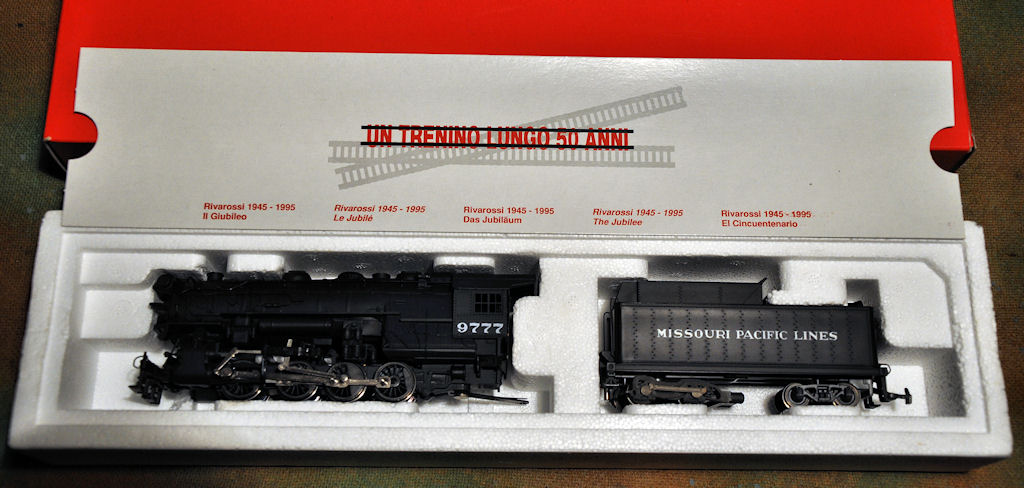 UN TRENINO LUNGO 50 ANNI
Rivarossi 1945 - 1995
Il Giubileo
Rivarossi 1945 - 1995
Le Jubilé
Rivarossi 1945 - 1995
Das Jubiläum
Rivarossi 1945 - 1995
The Jubilee
Rivarossi 1945 - 1995
El Cincuentenario
9777
MISSOURI PACIFIC LINES